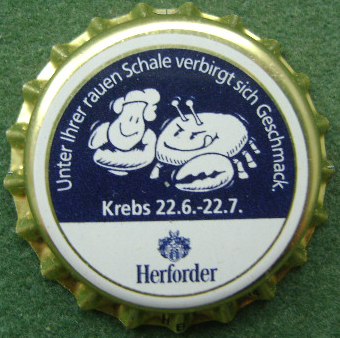 Unter Ihrer rauen Schale verbirgt sich Geschmack.
Krebs 22.6.-22.7.
Herforder